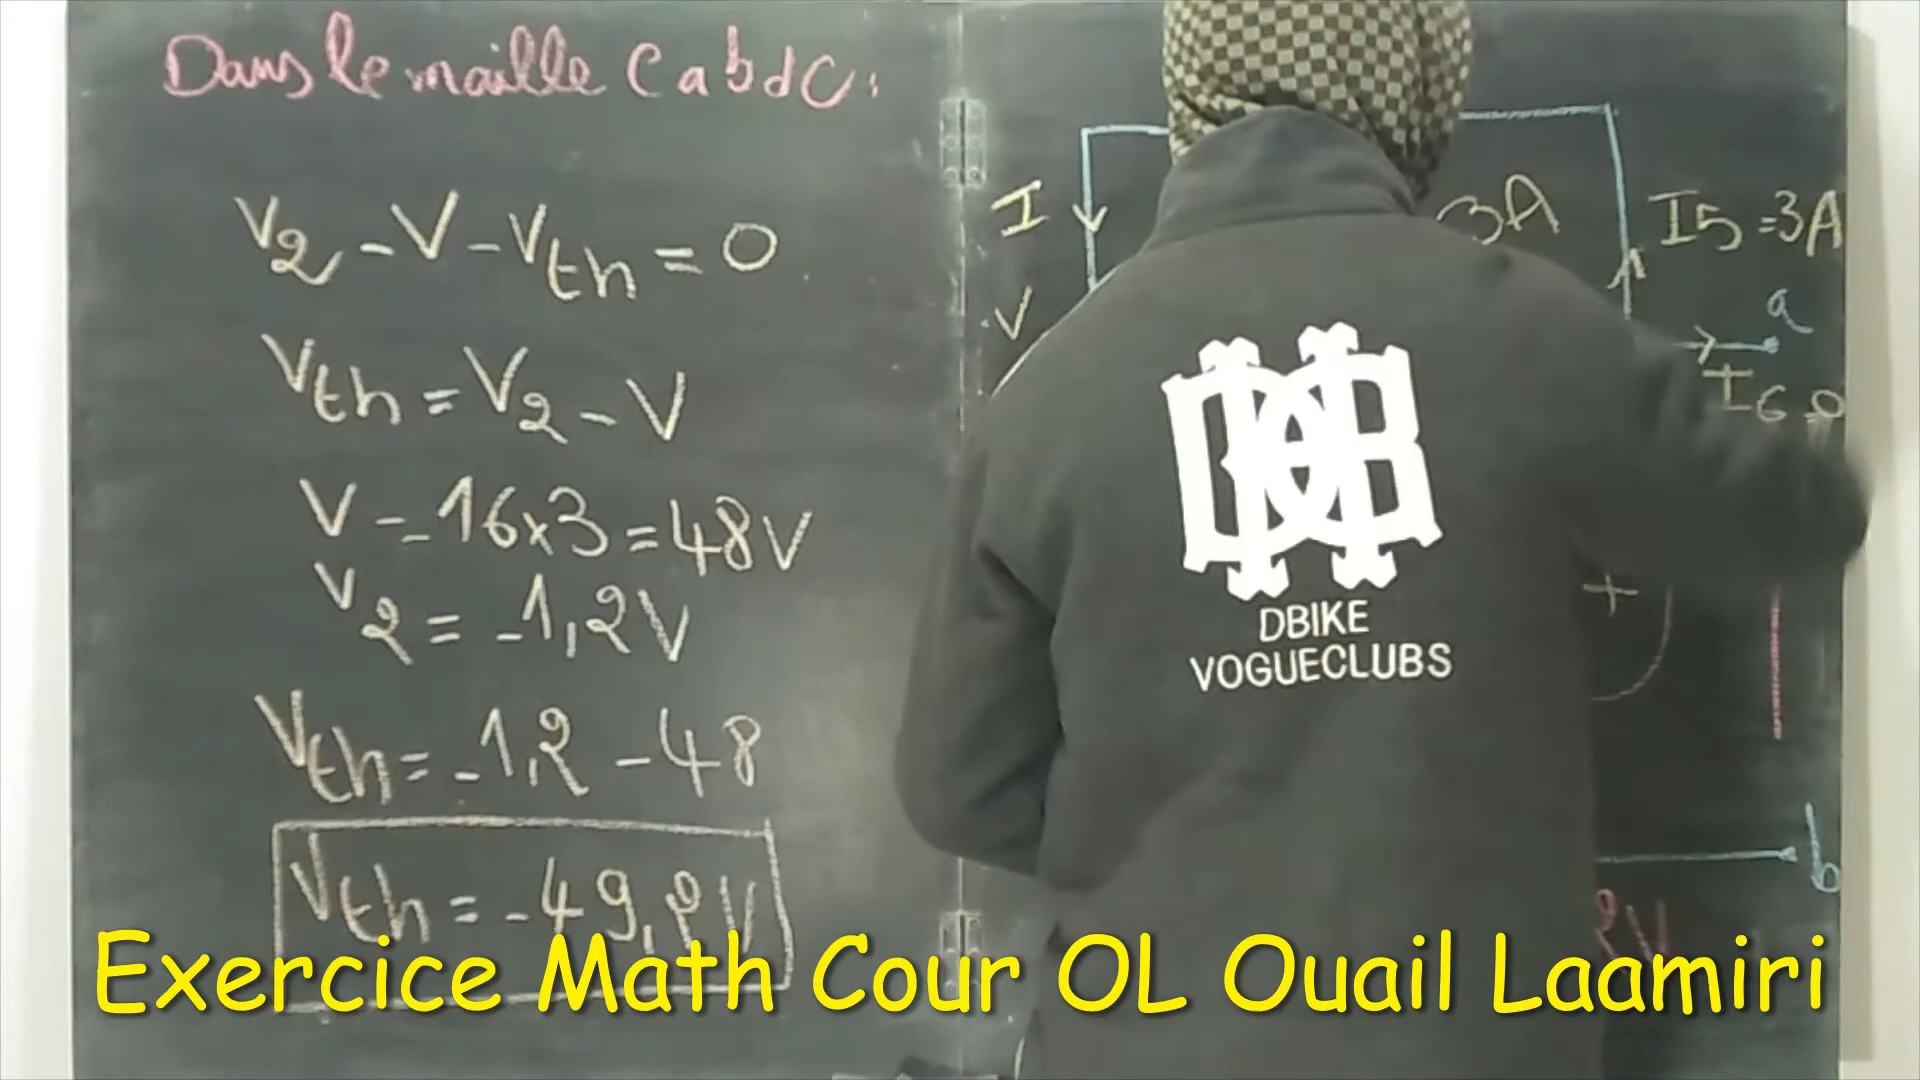 Dans le maille C a b d C :
V2 - V - Vth = 0
Vth = V2 - V
V = 16x3 = 48V
V2 = -1,2V
Vth = -1,2 - 48
Vth = -49,2V
I
3A
I5 = 3A
V
a
I6
+
b
2V
DBIKE
VOGUECLUBS
Exercice Math Cour OL Ouail Laamiri